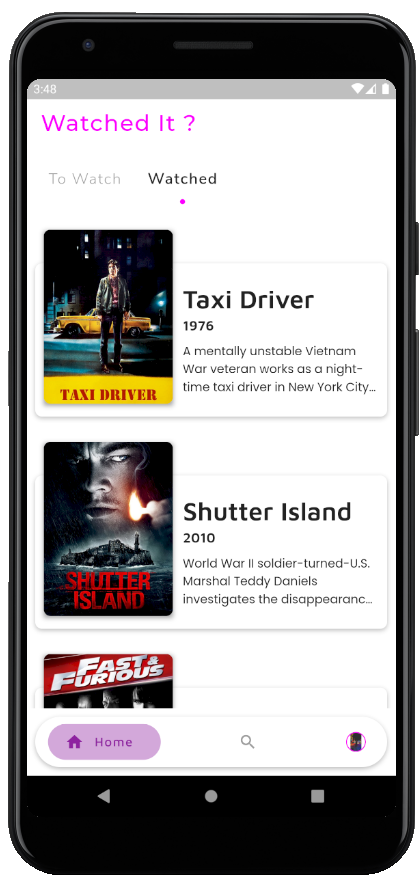 3:48
Watched It ?
To Watch
Watched
TAXI DRIVER
Taxi Driver
1976
A mentally unstable Vietnam
War veteran works as a night-
time taxi driver in New York City...
SHUTTER
ISLAND
Shutter Island
2010
World War II soldier-turned-U.S.
Marshal Teddy Daniels
investigates the disappearanc...
FAST &
FURIOUS
Home